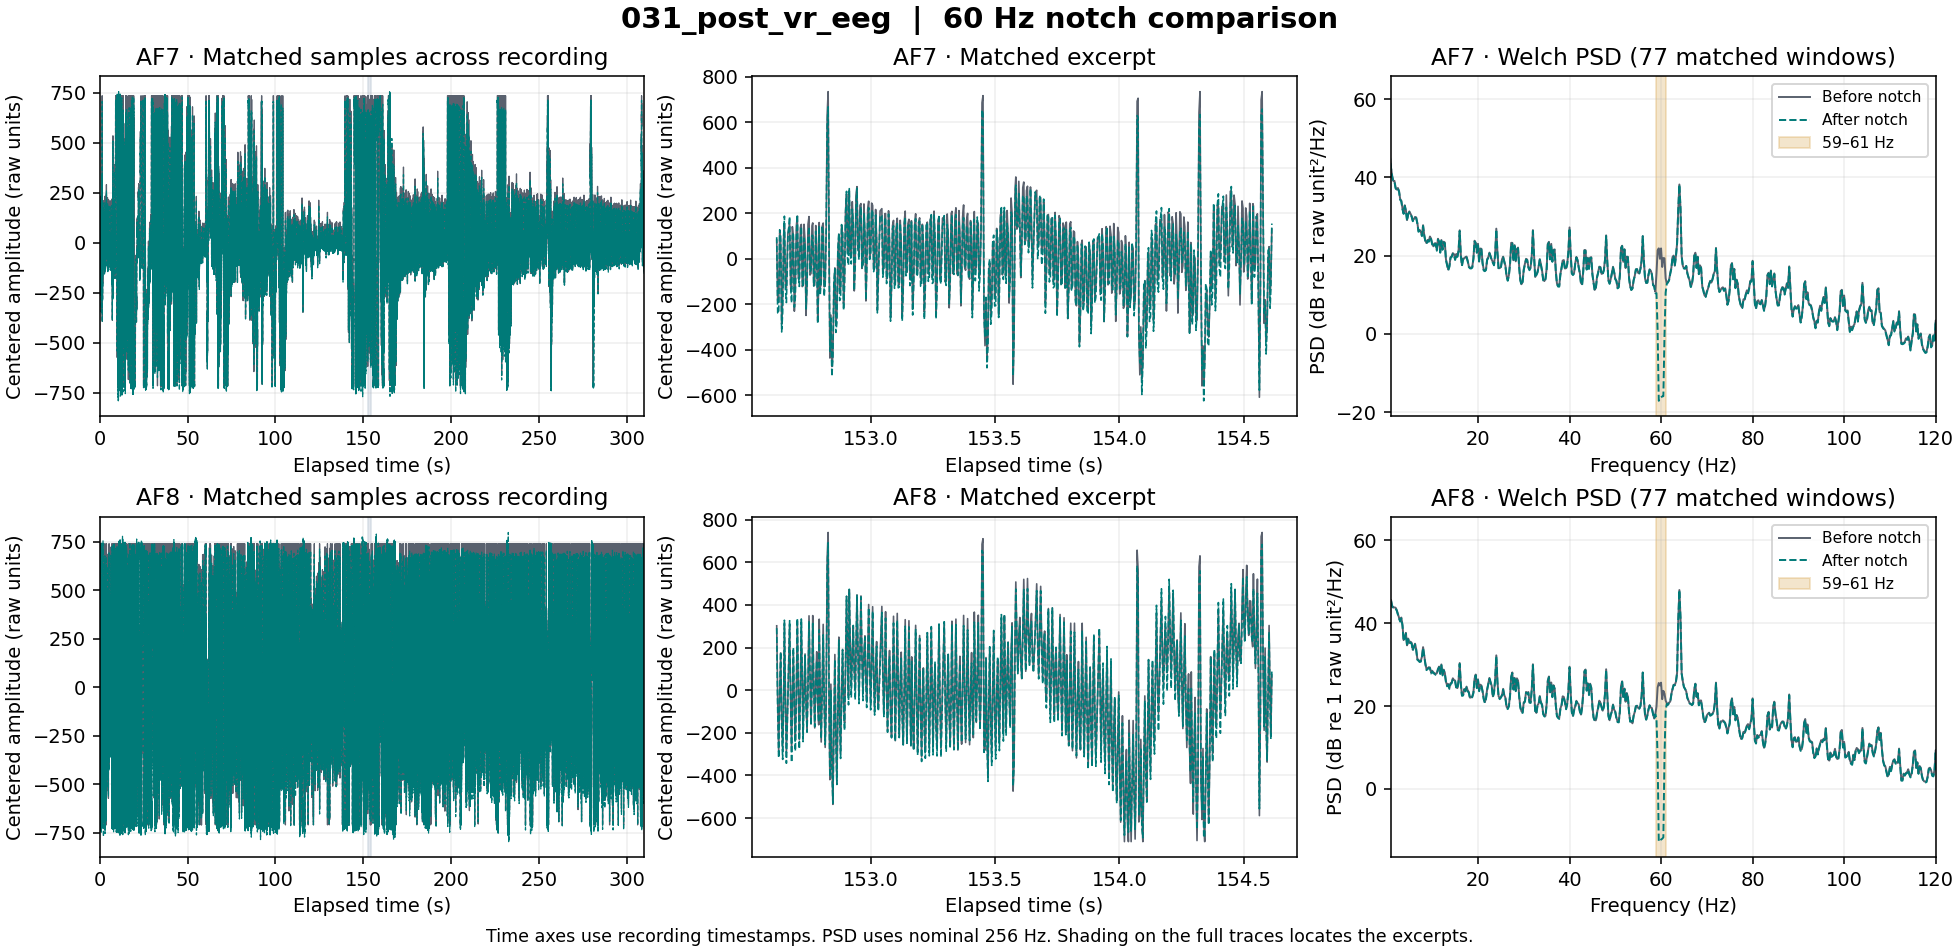 031_post_vr_eeg | 60 Hz notch comparison
AF7 · Matched samples across recording
Centered amplitude (raw units)
750
500
250
0
−250
−500
−750
0 50 100 150 200 250 300
Elapsed time (s)
AF7 · Matched excerpt
Centered amplitude (raw units)
800
600
400
200
0
−200
−400
−600
153.0 153.5 154.0 154.5
Elapsed time (s)
AF7 · Welch PSD (77 matched windows)
PSD (dB re 1 raw unit²/Hz)
60
40
20
0
−20
Before notch
After notch
59–61 Hz
20 40 60 80 100 120
Frequency (Hz)
AF8 · Matched samples across recording
Centered amplitude (raw units)
750
500
250
0
−250
−500
−750
0 50 100 150 200 250 300
Elapsed time (s)
AF8 · Matched excerpt
Centered amplitude (raw units)
800
600
400
200
0
−200
−400
−600
153.0 153.5 154.0 154.5
Elapsed time (s)
AF8 · Welch PSD (77 matched windows)
PSD (dB re 1 raw unit²/Hz)
60
40
20
0
Before notch
After notch
59–61 Hz
20 40 60 80 100 120
Frequency (Hz)
Time axes use recording timestamps. PSD uses nominal 256 Hz. Shading on the full traces locates the excerpts.